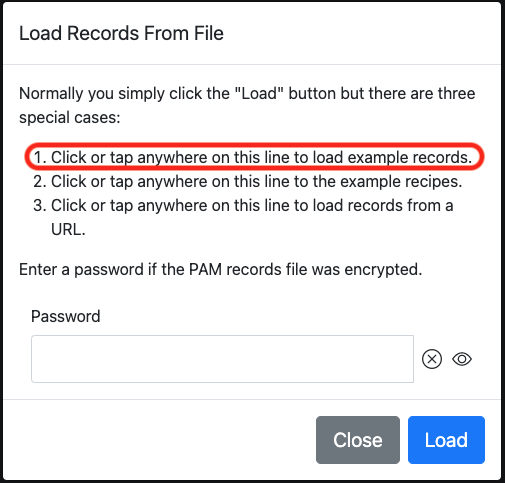 Load Records From File
Normally you simply click the "Load" button but there are three
special cases:
1. Click or tap anywhere on this line to load example records.
2. Click or tap anywhere on this line to the example recipes.
3. Click or tap anywhere on this line to load records from a
URL.
Enter a password if the PAM records file was encrypted.
Password
Close
Load